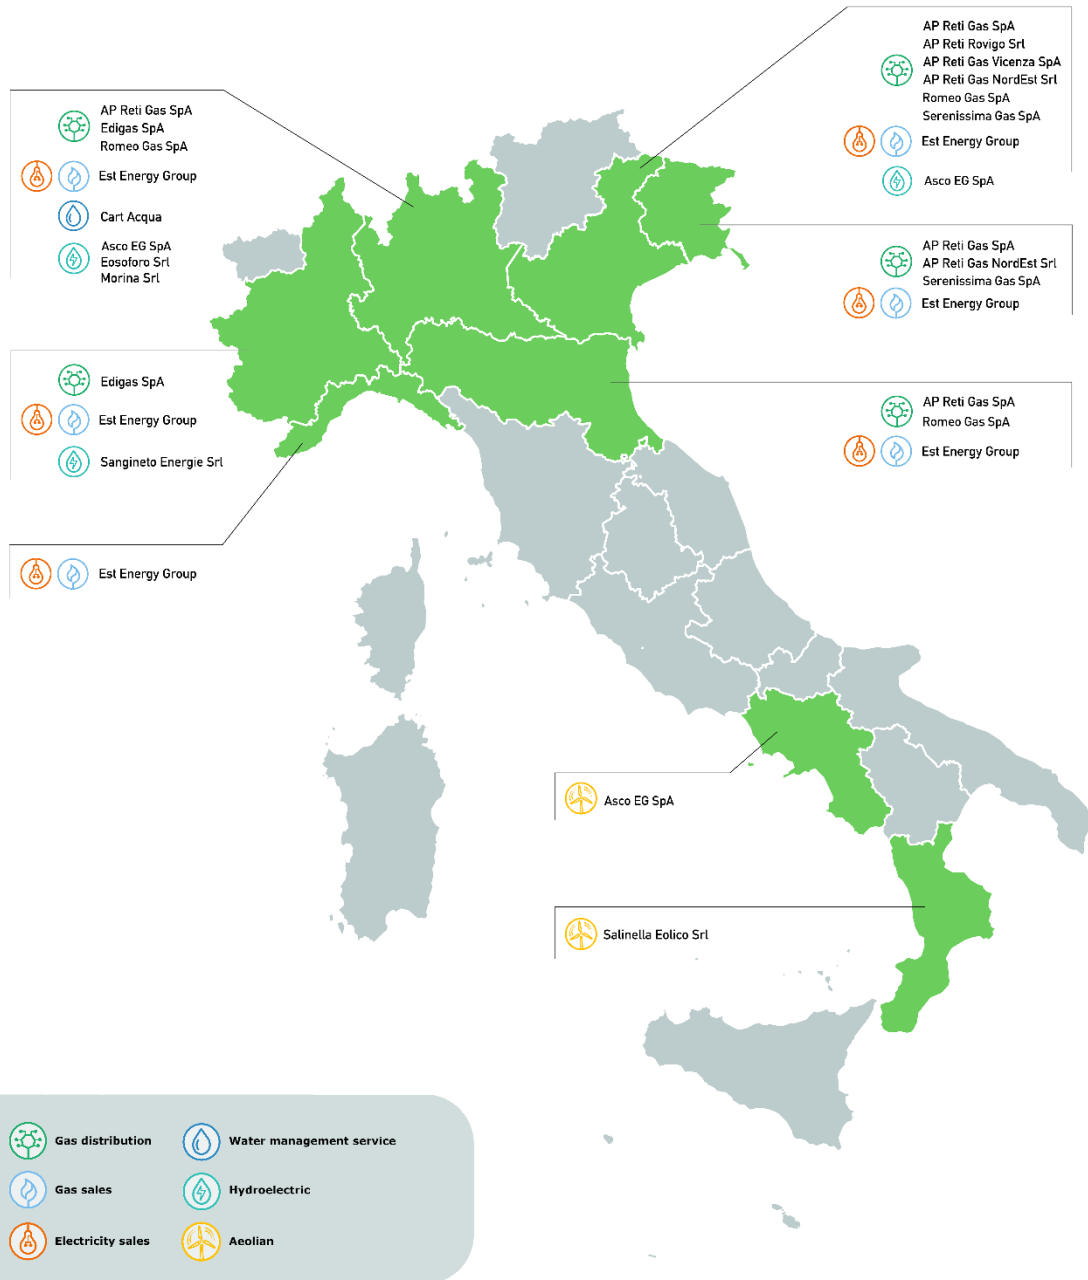 AP Reti Gas SpA
Edigas SpA
Romeo Gas SpA
Est Energy Group
Cart Acqua
Asco EG SpA
Eosoforo Srl
Morina Srl
Edigas SpA
Est Energy Group
Sangineto Energie Srl
Est Energy Group
AP Reti Gas SpA
AP Reti Rovigo Srl
AP Reti Gas Vicenza SpA
AP Reti Gas NordEst Srl
Romeo Gas SpA
Serenissima Gas SpA
Est Energy Group
Asco EG SpA
AP Reti Gas SpA
AP Reti Gas NordEst Srl
Serenissima Gas SpA
Est Energy Group
AP Reti Gas SpA
Romeo Gas SpA
Est Energy Group
Asco EG SpA
Salinella Eolico Srl
Gas distribution
Water management service
Gas sales
Hydroelectric
Electricity sales
Aeolian